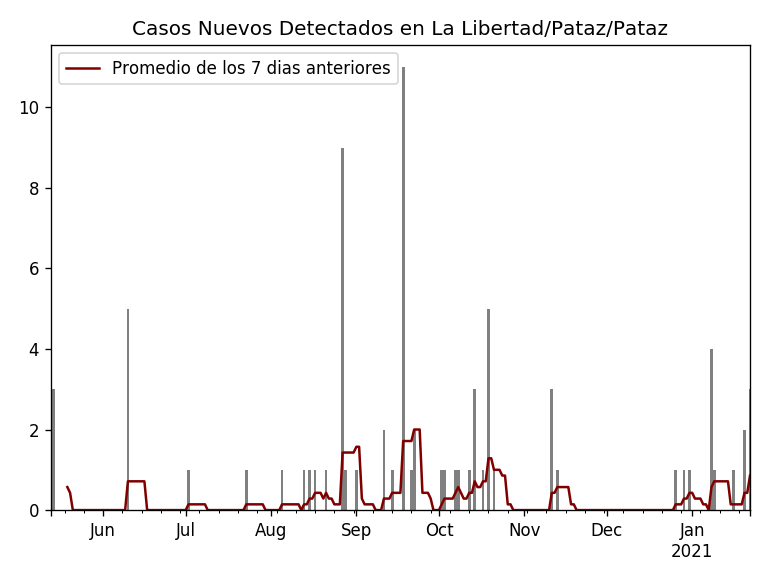 Casos Nuevos Detectados en La Libertad/Pataz/Pataz
Promedio de los 7 dias anteriores
10
8
6
4
2
0
Jun Jul Aug Sep Oct Nov Dec Jan
2021